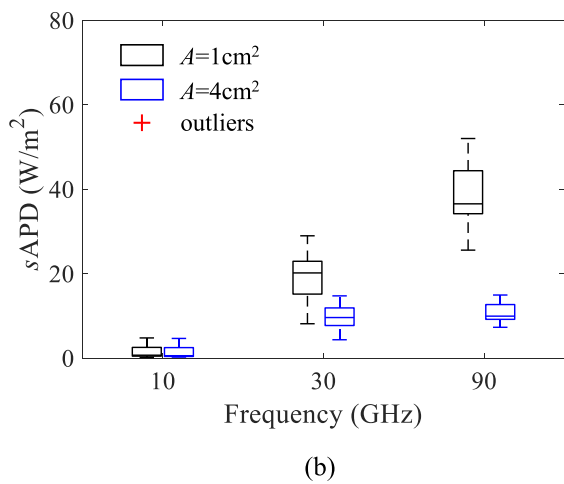 (b)
80
60
40
20
0
sAPD (W/m²)
A=1cm²
A=4cm²
outliers
10 30 90
Frequency (GHz)